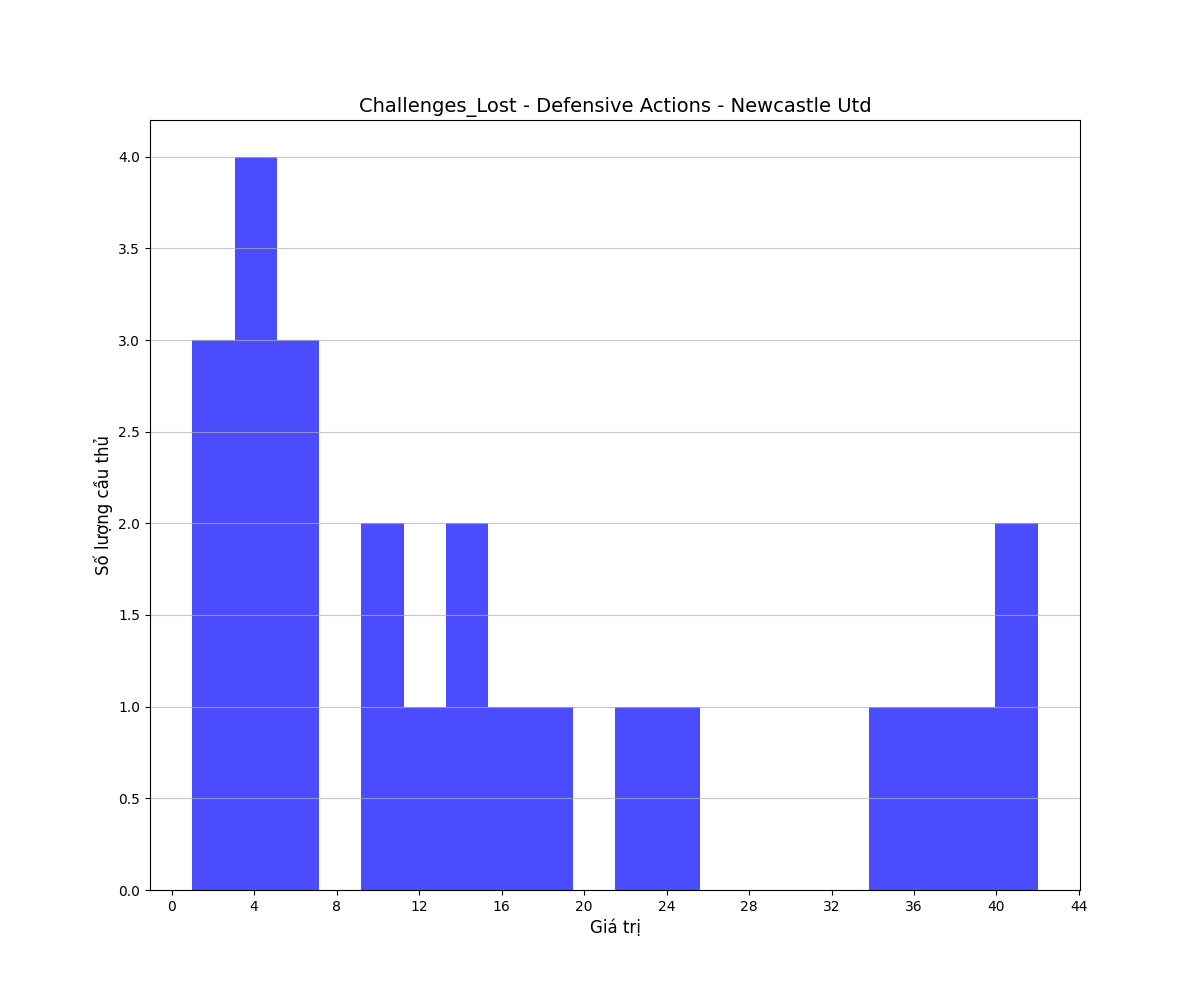 Challenges_Lost - Defensive Actions - Newcastle Utd
4.0
3.5
3.0
2.5
2.0
1.5
1.0
0.5
0.0
Số lượng cầu thủ
0 4 8 12 16 20 24 28 32 36 40 44
Giá trị